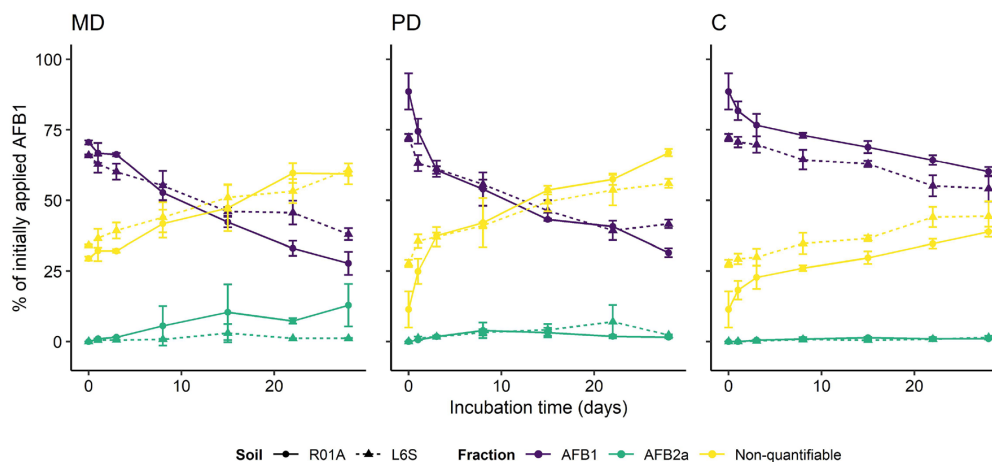 MD PD C
100
75
50
25
0
0 10 20 0 10 20 0 10 20
% of initially applied AFB1
Incubation time (days)
Soil R01A L6S Fraction AFB1 AFB2a Non-quantifiable